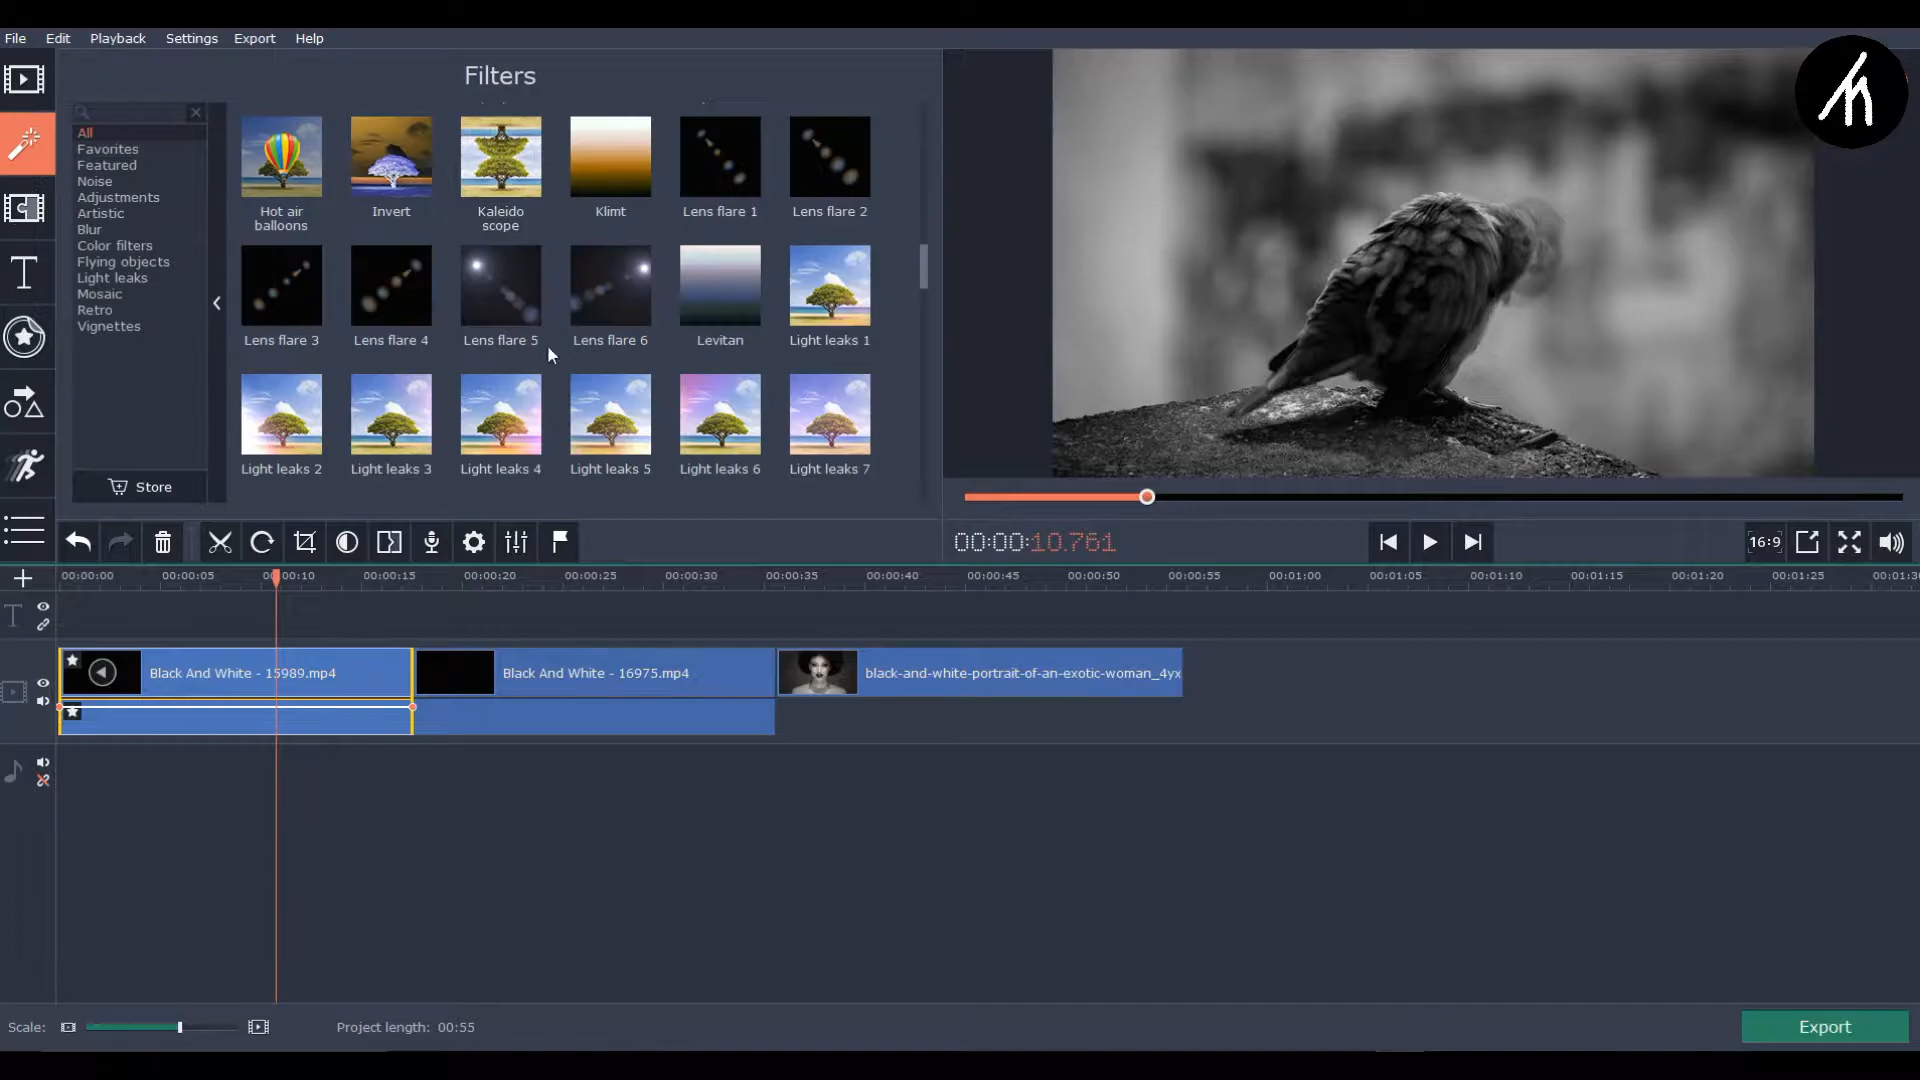 File Edit Playback Settings Export Help
Filters
All
Favorites
Featured
Noise
Adjustments
Artistic
Blur
Color filters
Flying objects
Light leaks
Mosaic
Retro
Vignettes
Store
Hot air balloons Invert Kaleido scope Klimt Lens flare 1 Lens flare 2
Lens flare 3 Lens flare 4 Lens flare 5 Lens flare 6 Levitan Light leaks 1
Light leaks 2 Light leaks 3 Light leaks 4 Light leaks 5 Light leaks 6 Light leaks 7
00:00:10.761
16:9
00:00:00 00:00:05 00:00:10 00:00:15 00:00:20 00:00:25 00:00:30 00:00:35 00:00:40 00:00:45 00:00:50 00:00:55 00:01:00 00:01:05 00:01:10 00:01:15 00:01:20 00:01:25 00:01:30
Black And White - 15989.mp4 Black And White - 16975.mp4 black-and-white-portrait-of-an-exotic-woman_4yx
Scale: Project length: 00:55 Export